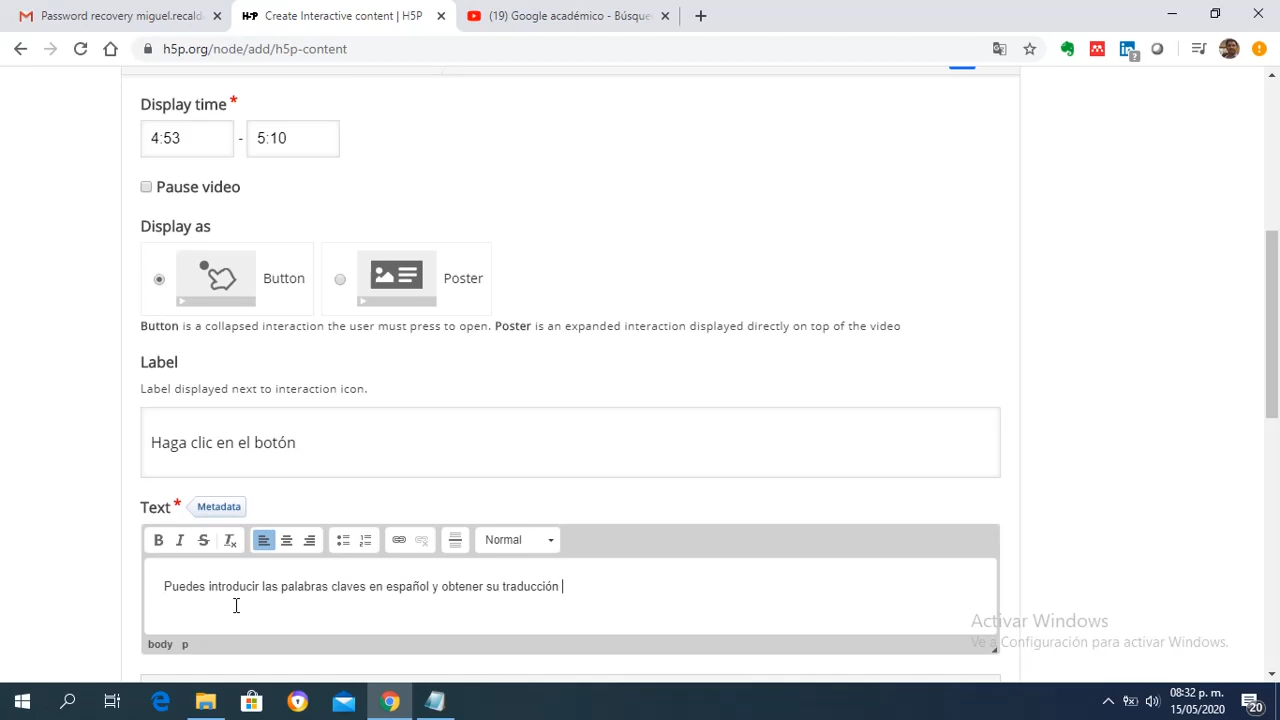 Password recovery miguel.recald
Create Interactive content | H5P
(19) Google académico - Búsque
h5p.org/node/add/h5p-content
Display time *
4:53 - 5:10
Pause video
Display as
Button
Poster
Button is a collapsed interaction the user must press to open. Poster is an expanded interaction displayed directly on top of the video
Label
Label displayed next to interaction icon.
Haga clic en el botón
Text * Metadata
B I S Tx Normal
Puedes introducir las palabras claves en español y obtener su traducción
body p
Activar Windows
Ve a Configuración para activar Windows.
08:32 p. m.
15/05/2020
20